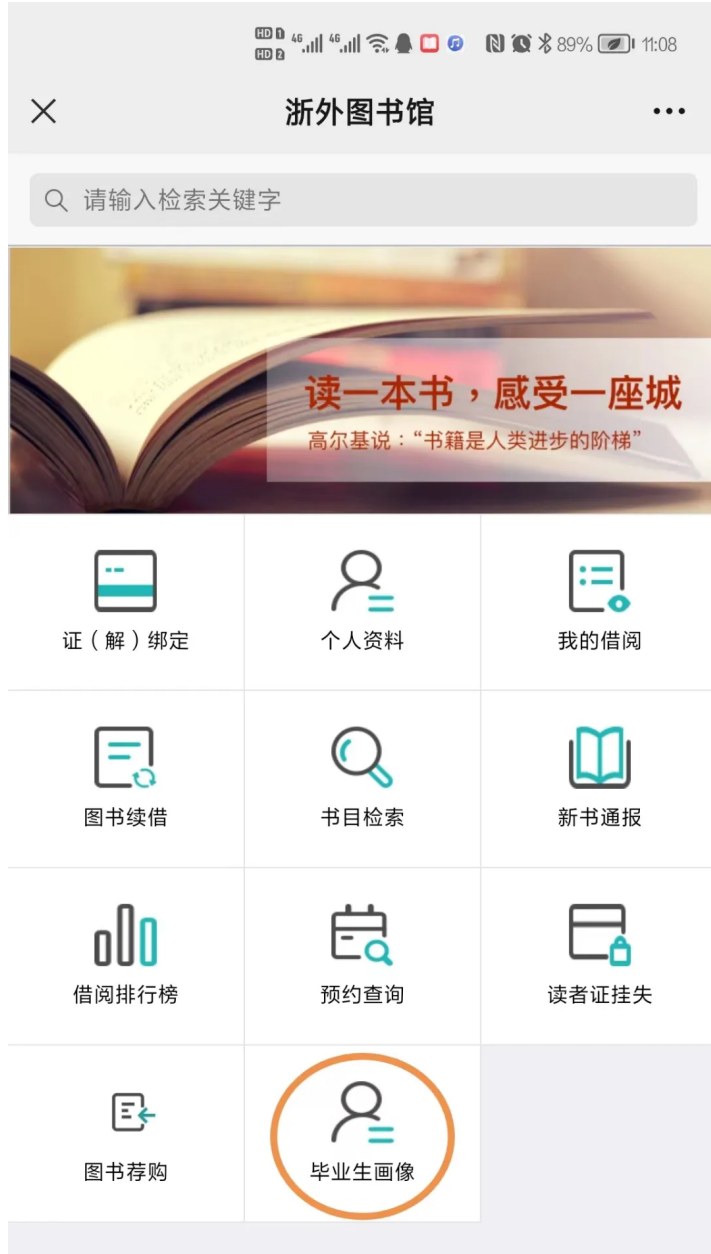 HD 1 4G 4G 89% 11:08
HD 2
浙外图书馆
请输入检索关键字
读一本书，感受一座城
高尔基说：“书籍是人类进步的阶梯”
证（解）绑定 个人资料 我的借阅
图书续借 书目检索 新书通报
借阅排行榜 预约查询 读者证挂失
图书荐购 毕业生画像